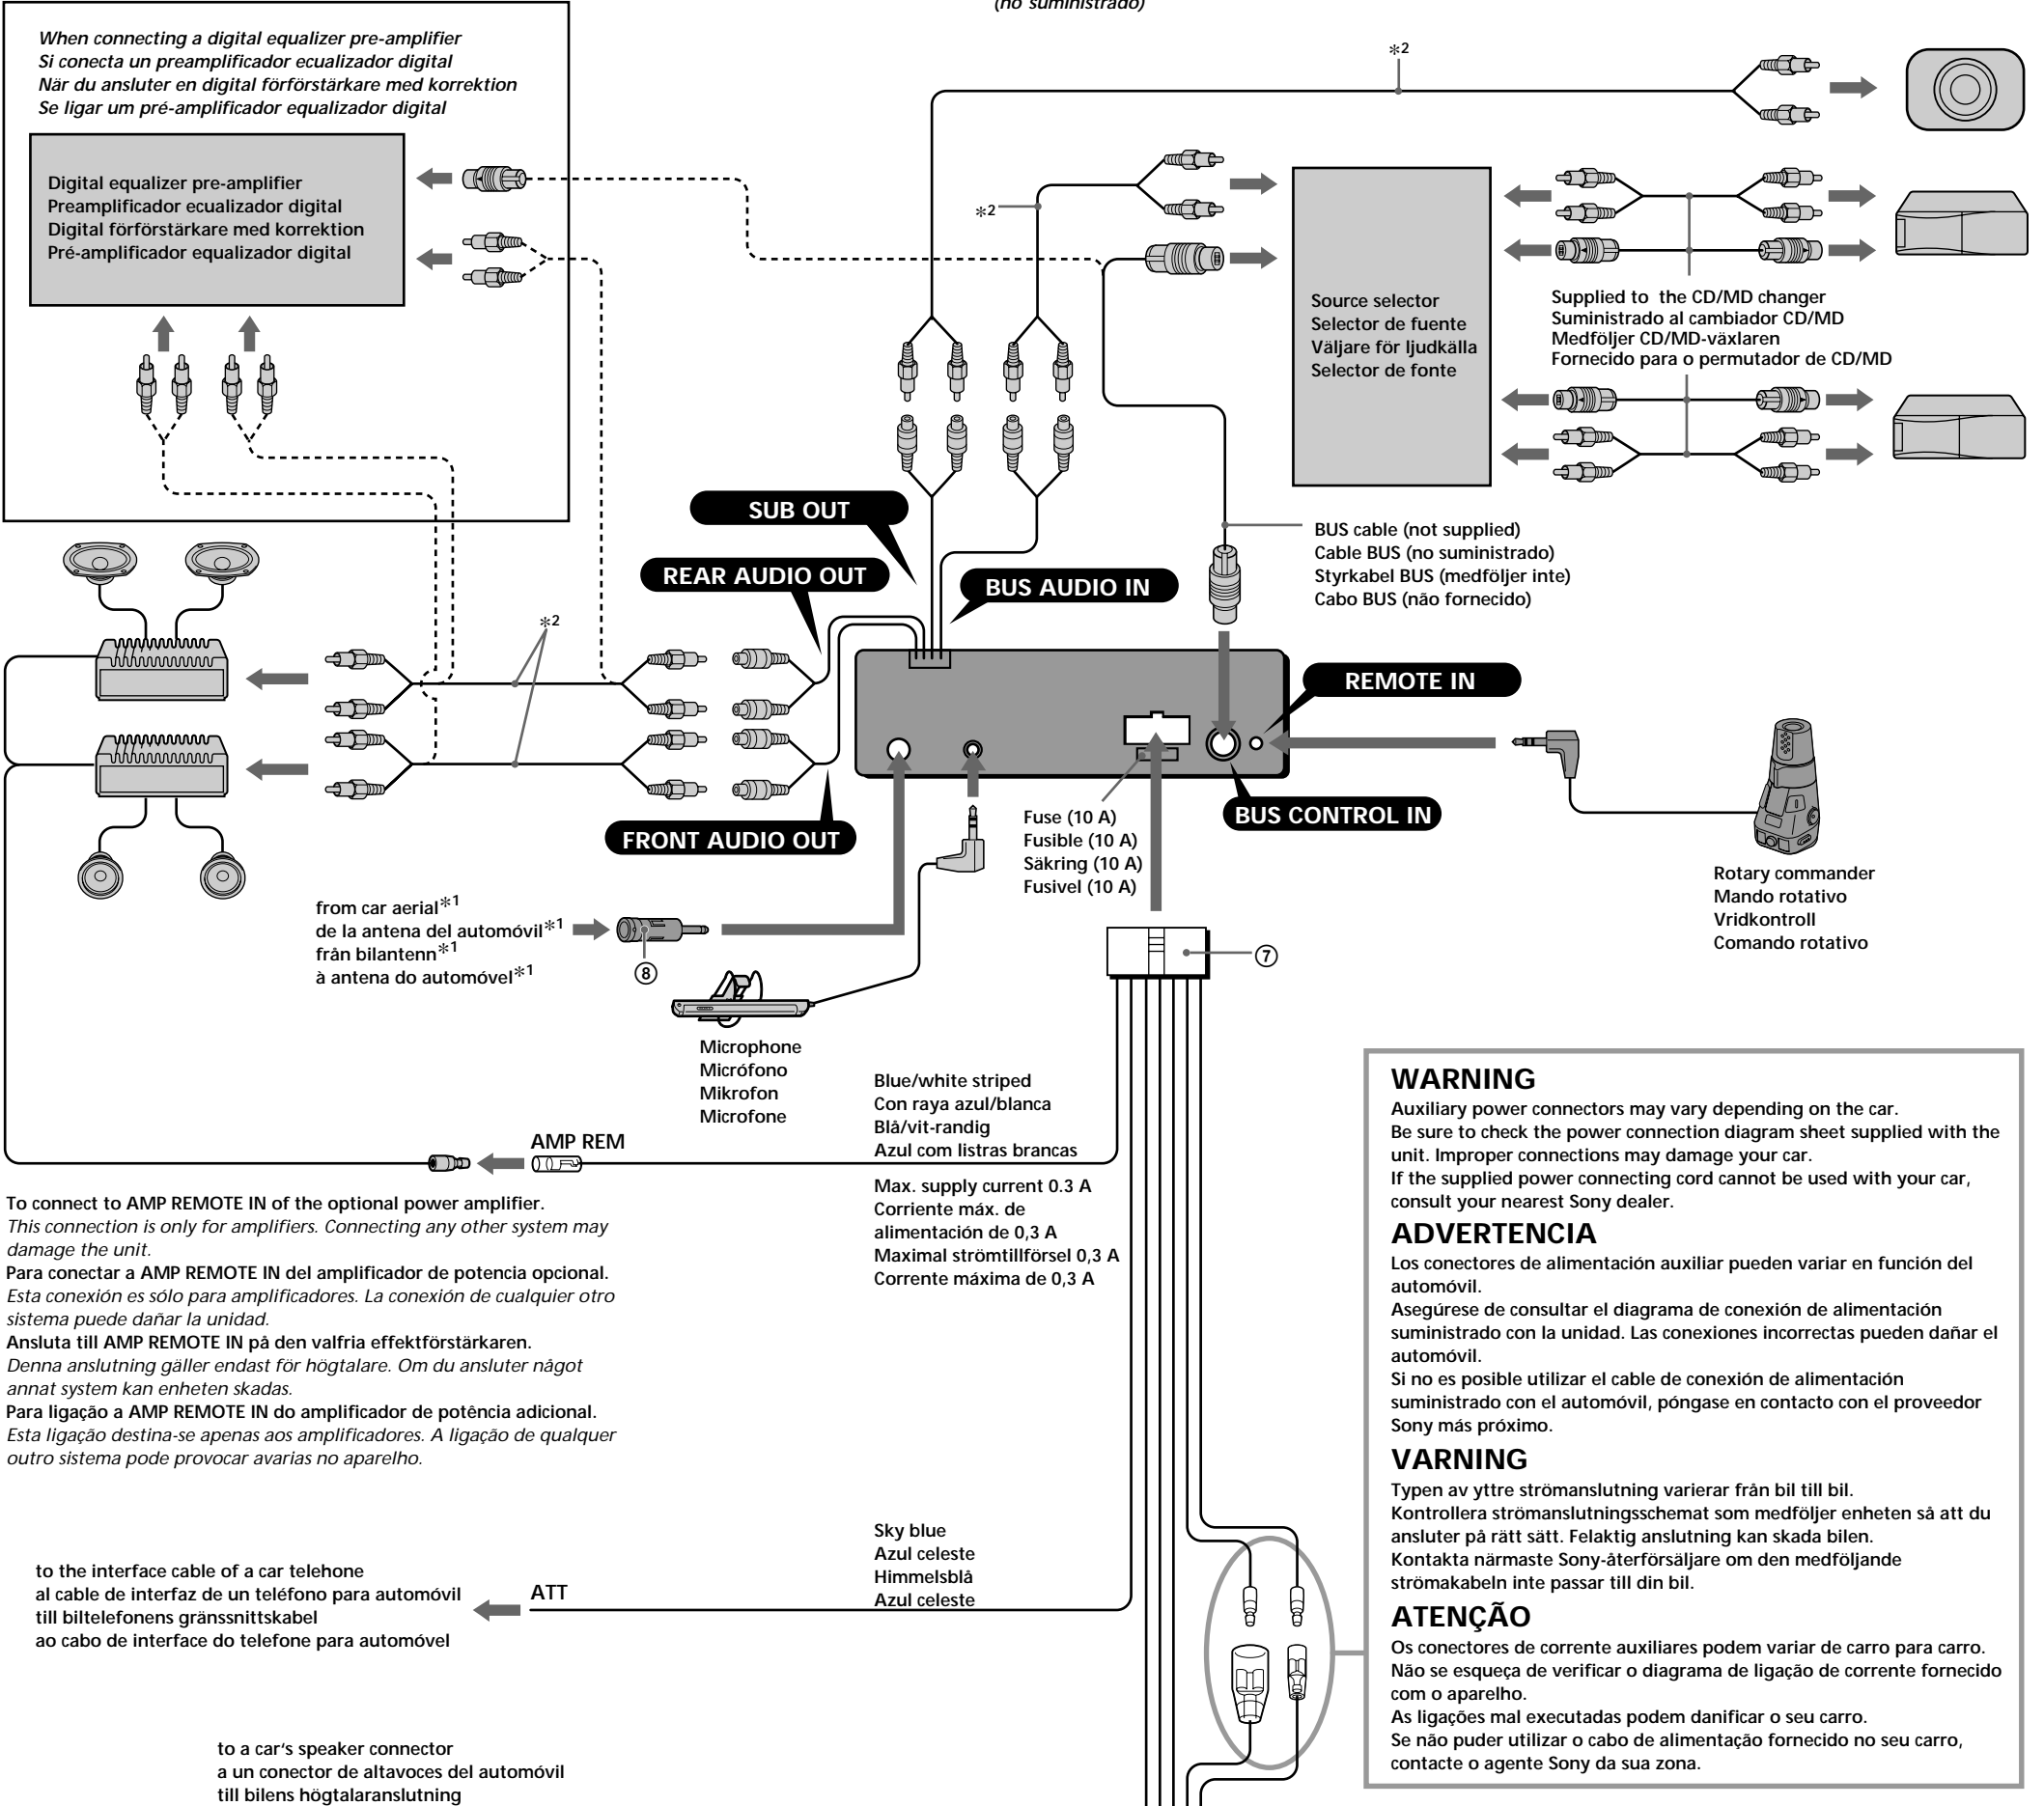 (no suministrado)
When connecting a digital equalizer pre-amplifier
Si conecta un preamplificador ecualizador digital
När du ansluter en digital förförstärkare med korrektion
Se ligar um pré-amplificador equalizador digital
Digital equalizer pre-amplifier
Preamplificador ecualizador digital
Digital förförstärkare med korrektion
Pré-amplificador equalizador digital
*2
*2
Source selector
Selector de fuente
Väljare för ljudkälla
Selector de fonte
Supplied to the CD/MD changer
Suministrado al cambiador CD/MD
Medföljer CD/MD-växlaren
Fornecido para o permutador de CD/MD
SUB OUT
REAR AUDIO OUT
BUS AUDIO IN
BUS cable (not supplied)
Cable BUS (no suministrado)
Styrkabel BUS (medföljer inte)
Cabo BUS (não fornecido)
*2
REMOTE IN
FRONT AUDIO OUT
Fuse (10 A)
Fusible (10 A)
Säkring (10 A)
Fusivel (10 A)
BUS CONTROL IN
Rotary commander
Mando rotativo
Vridkontroll
Comando rotativo
from car aerial*1
de la antena del automóvil*1
från bilantenn*1
à antena do automóvel*1
⑧
⑦
Microphone
Micrófono
Mikrofon
Microfone
Blue/white striped
Con raya azul/blanca
Blå/vit-randig
Azul com listras brancas
AMP REM
Max. supply current 0.3 A
Corriente máx. de
alimentación de 0,3 A
Maximal strömtillförsel 0,3 A
Corrente máxima de 0,3 A
To connect to AMP REMOTE IN of the optional power amplifier.
This connection is only for amplifiers. Connecting any other system may
damage the unit.
Para conectar a AMP REMOTE IN del amplificador de potencia opcional.
Esta conexión es sólo para amplificadores. La conexión de cualquier otro
sistema puede dañar la unidad.
Ansluta till AMP REMOTE IN på den valfria effektförstärkaren.
Denna anslutning gäller endast för högtalare. Om du ansluter något
annat system kan enheten skadas.
Para ligação a AMP REMOTE IN do amplificador de potência adicional.
Esta ligação destina-se apenas aos amplificadores. A ligação de qualquer
outro sistema pode provocar avarias no aparelho.
WARNING
Auxiliary power connectors may vary depending on the car.
Be sure to check the power connection diagram sheet supplied with the
unit. Improper connections may damage your car.
If the supplied power connecting cord cannot be used with your car,
consult your nearest Sony dealer.
ADVERTENCIA
Los conectores de alimentación auxiliar pueden variar en función del
automóvil.
Asegúrese de consultar el diagrama de conexión de alimentación
suministrado con la unidad. Las conexiones incorrectas pueden dañar el
automóvil.
Si no es posible utilizar el cable de conexión de alimentación
suministrado con el automóvil, póngase en contacto con el proveedor
Sony más próximo.
VARNING
Typen av yttre strömanslutning varierar från bil till bil.
Kontrollera strömanslutningsschemat som medföljer enheten så att du
ansluter på rätt sätt. Felaktig anslutning kan skada bilen.
Kontakta närmaste Sony-återförsäljare om den medföljande
strömakabeln inte passar till din bil.
ATENÇÃO
Os conectores de corrente auxiliares podem variar de carro para carro.
Não se esqueça de verificar o diagrama de ligação de corrente fornecido
com o aparelho.
As ligações mal executadas podem danificar o seu carro.
Se não puder utilizar o cabo de alimentação fornecido no seu carro,
contacte o agente Sony da sua zona.
Sky blue
Azul celeste
Himmelsblå
Azul celeste
to the interface cable of a car telehone
al cable de interfaz de un teléfono para automóvil
till biltelefonens gränssnittskabel
ao cabo de interface do telefone para automóvel
ATT
to a car's speaker connector
a un conector de altavoces del automóvil
till bilens högtalaranslutning